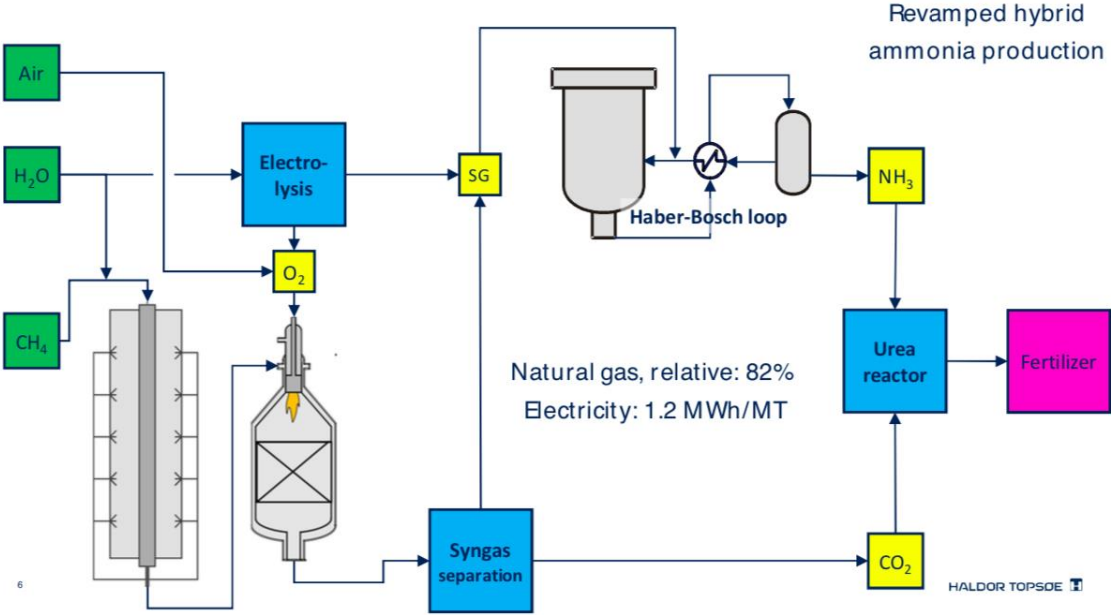 Revamped hybrid
ammonia production
Air
H₂O
Electro-
lysis
SG
NH₃
Haber-Bosch loop
O₂
CH₄
Natural gas, relative: 82%
Electricity: 1.2 MWh/MT
Urea
reactor
Fertilizer
Syngas
separation
CO₂
6
HALDOR TOPSØE